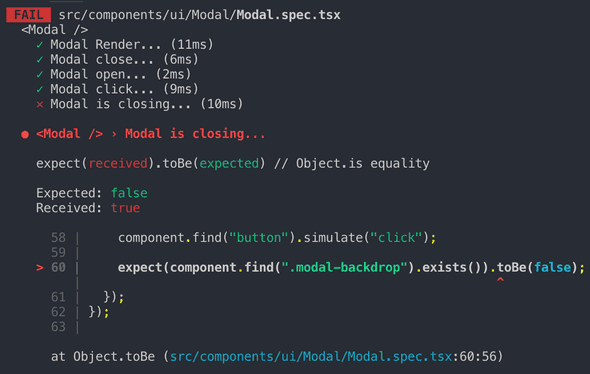 FAIL src/components/ui/Modal/Modal.spec.tsx
<Modal />
✓ Modal Render... (11ms)
✓ Modal close... (6ms)
✓ Modal open... (2ms)
✓ Modal click... (9ms)
✕ Modal is closing... (10ms)
● <Modal /> › Modal is closing...
expect(received).toBe(expected) // Object.is equality
Expected: false
Received: true
58 | component.find("button").simulate("click");
59 |
> 60 | expect(component.find(".modal-backdrop").exists()).toBe(false);
| ^
61 | });
62 | });
63 |
at Object.toBe (src/components/ui/Modal/Modal.spec.tsx:60:56)